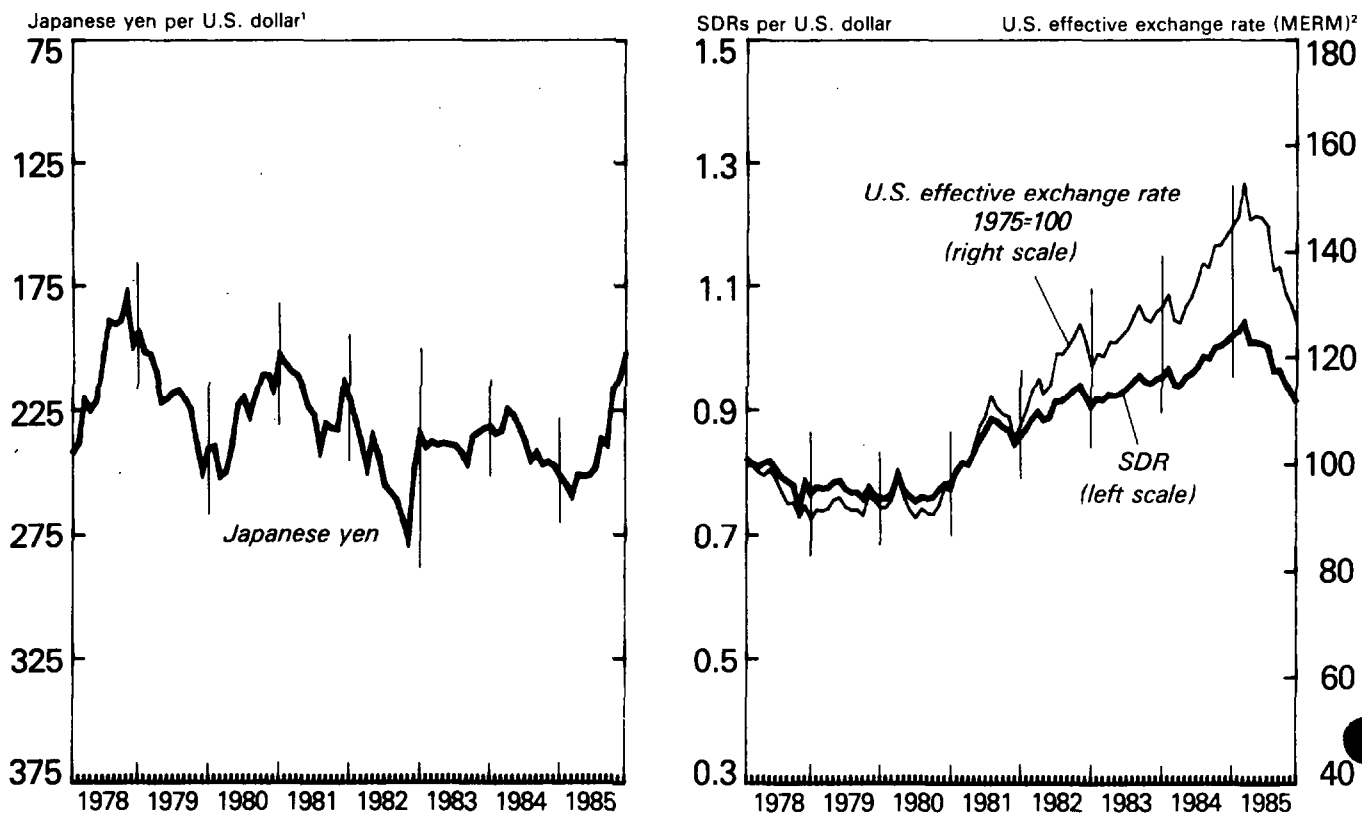 Japanese yen per U.S. dollar¹
75
125
175
225
275
325
375
Japanese yen
1978 1979 1980 1981 1982 1983 1984 1985
SDRs per U.S. dollar
U.S. effective exchange rate (MERM)²
1.5
1.3
1.1
0.9
0.7
0.5
0.3
180
160
140
120
100
80
60
40
U.S. effective exchange rate
1975=100
(right scale)
SDR
(left scale)
1978 1979 1980 1981 1982 1983 1984 1985